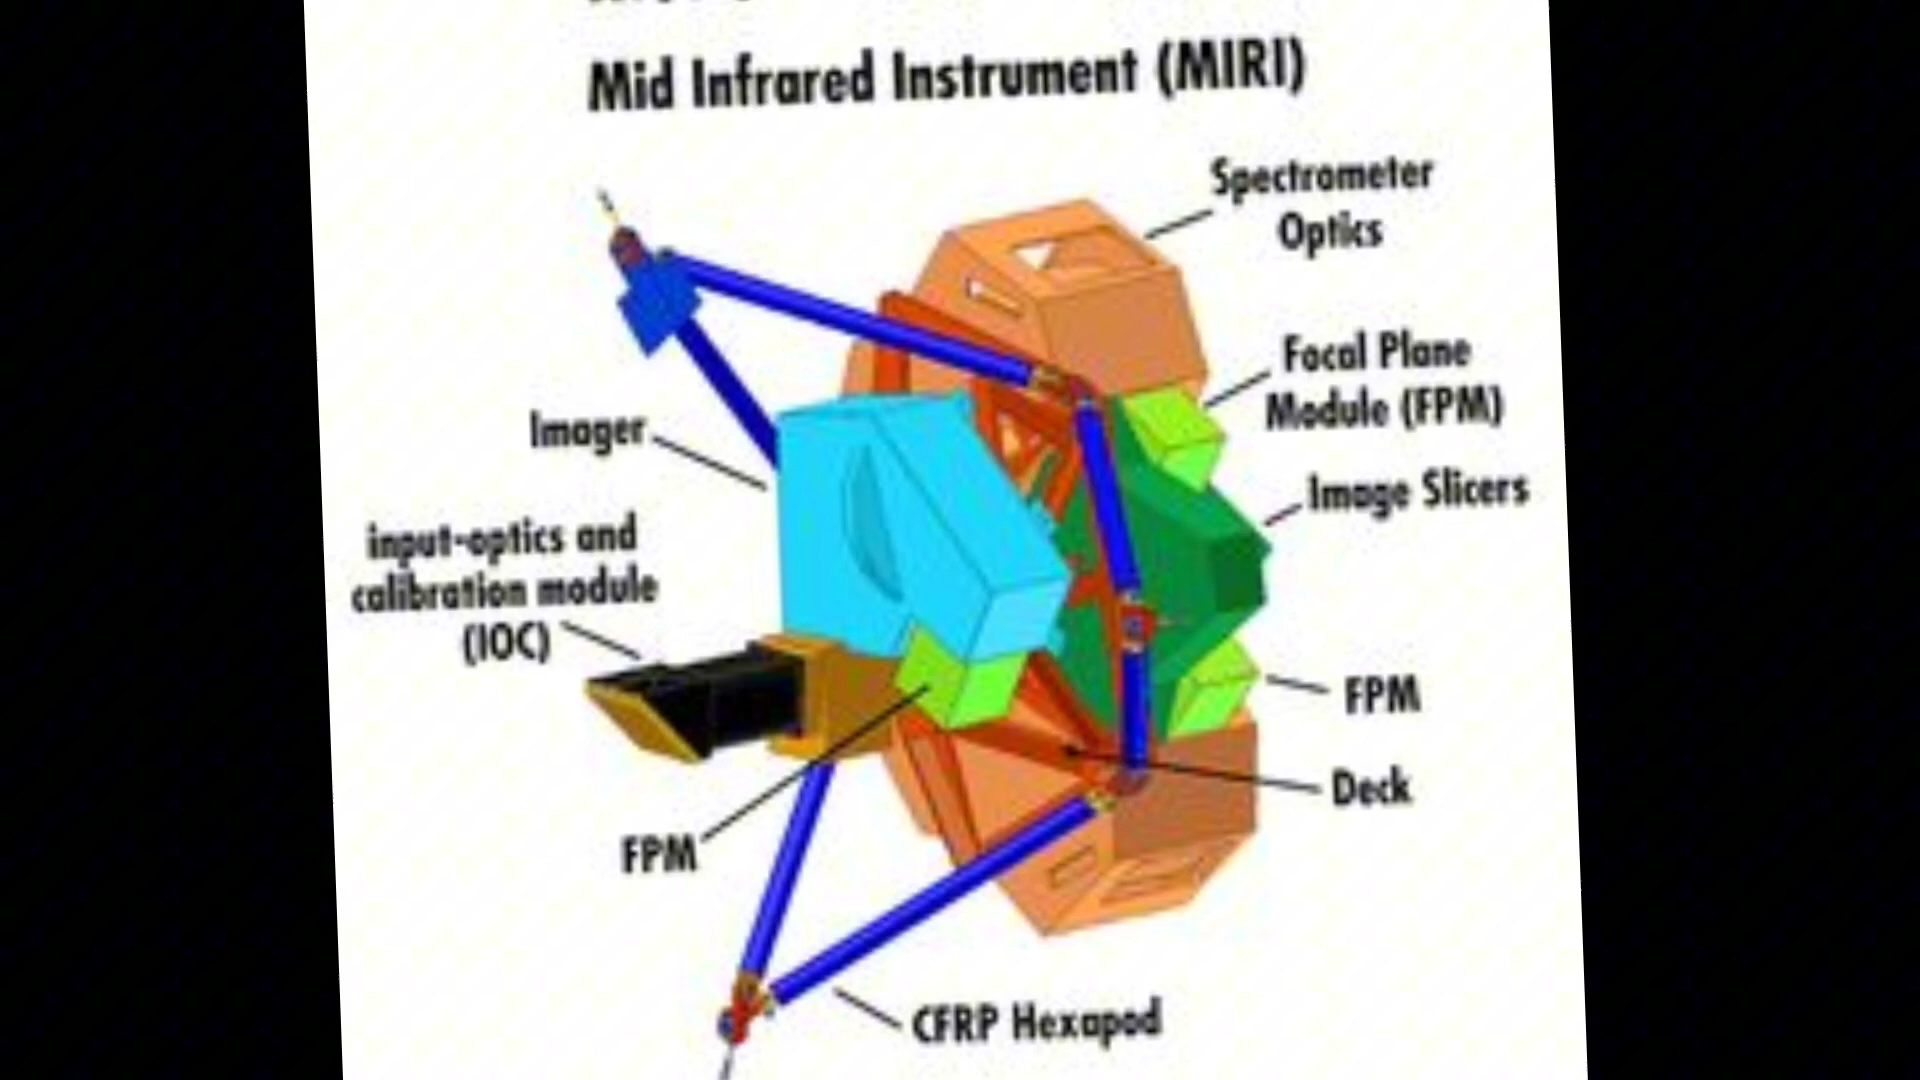 Mid Infrared Instrument (MIRI)
Spectrometer
Optics
Focal Plane
Module (FPM)
Imager
Image Slicers
input-optics and
calibration module
(IOC)
FPM
Deck
FPM
CFRP Hexapod